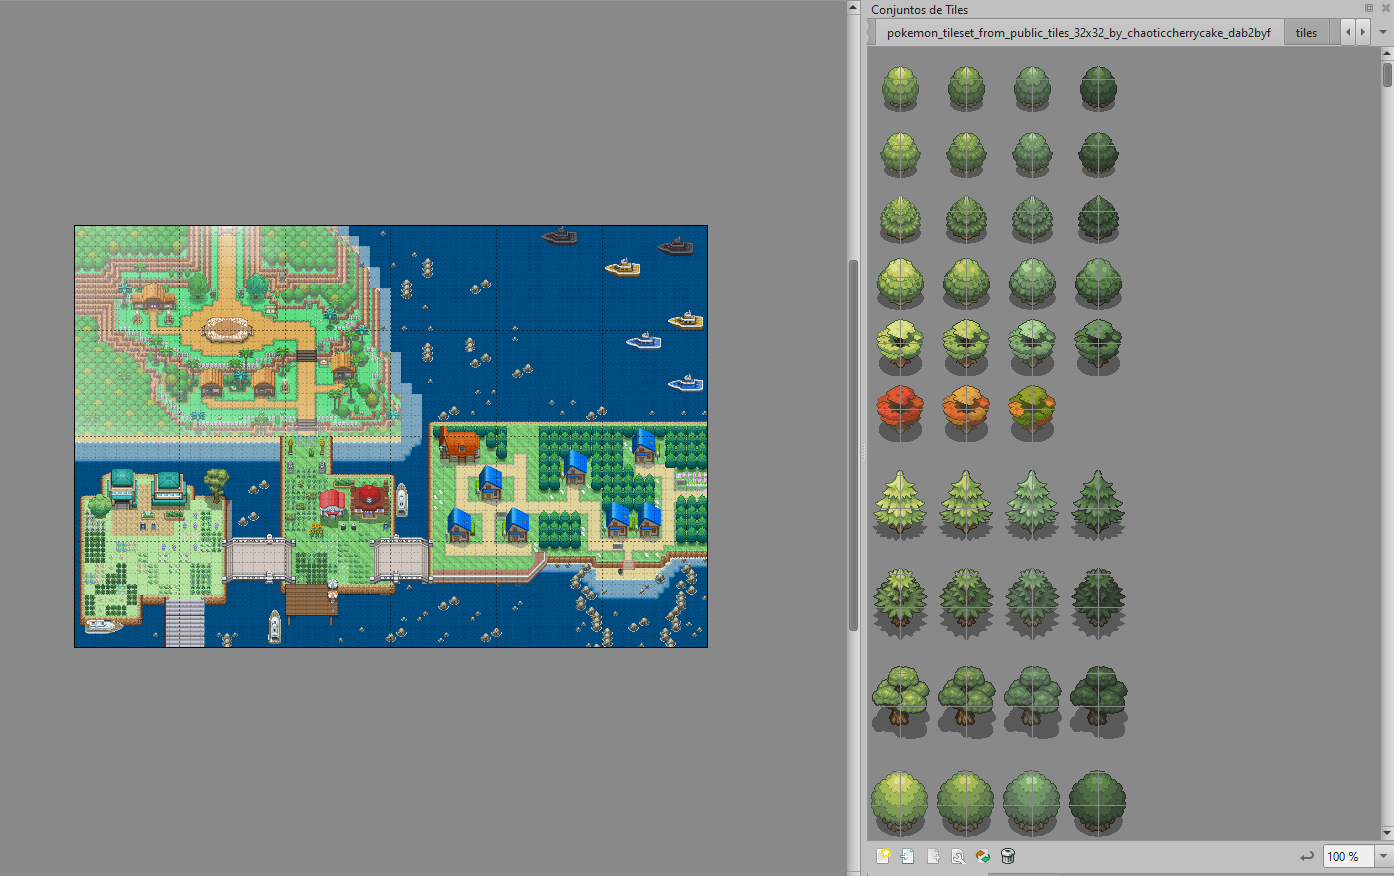 Conjuntos de Tiles
pokemon_tileset_from_public_tiles_32x32_by_chaoticcherrycake_dab2byf
tiles
100 %